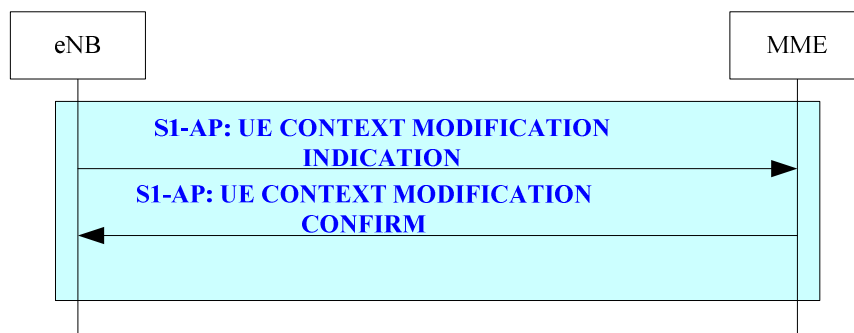 eNB
MME
S1-AP: UE CONTEXT MODIFICATION
INDICATION
S1-AP: UE CONTEXT MODIFICATION
CONFIRM